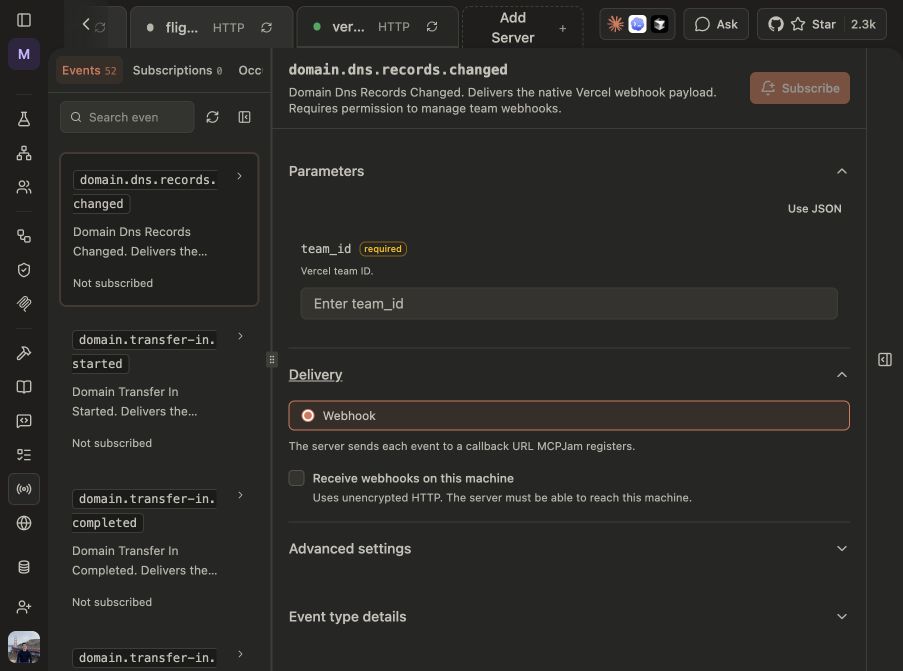 flig... HTTP
ver... HTTP
Add
Server
+
Ask
Star 2.3k
M
Events 52
Subscriptions 0
Occ
Search even
domain.dns.records.
changed
Domain Dns Records
Changed. Delivers the...
Not subscribed
domain.transfer-in.
started
Domain Transfer In
Started. Delivers the...
Not subscribed
domain.transfer-in.
completed
Domain Transfer In
Completed. Delivers the...
Not subscribed
domain.transfer-in.
domain.dns.records.changed
Domain Dns Records Changed. Delivers the native Vercel webhook payload.
Requires permission to manage team webhooks.
Subscribe
Parameters
Use JSON
team_id required
Vercel team ID.
Enter team_id
Delivery
Webhook
The server sends each event to a callback URL MCPJam registers.
Receive webhooks on this machine
Uses unencrypted HTTP. The server must be able to reach this machine.
Advanced settings
Event type details